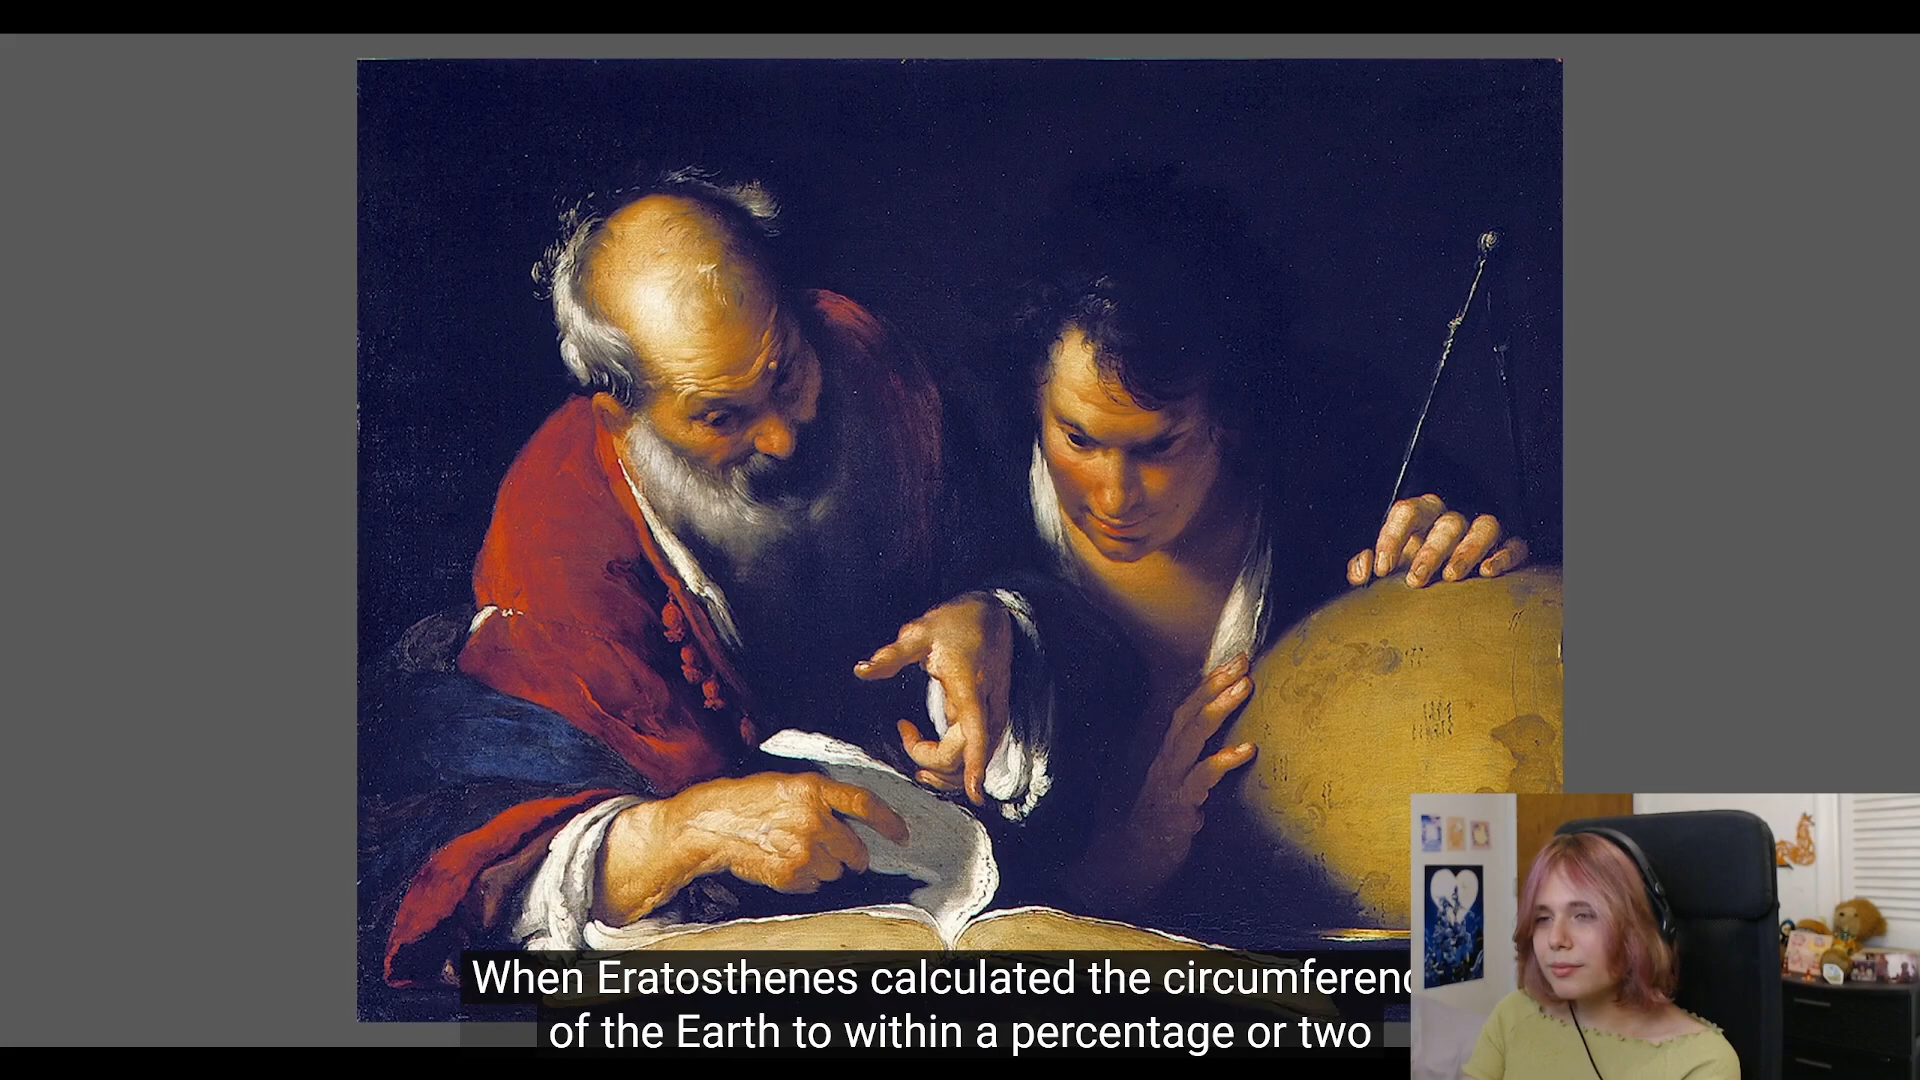 When Eratosthenes calculated the circumferenc
of the Earth to within a percentage or two